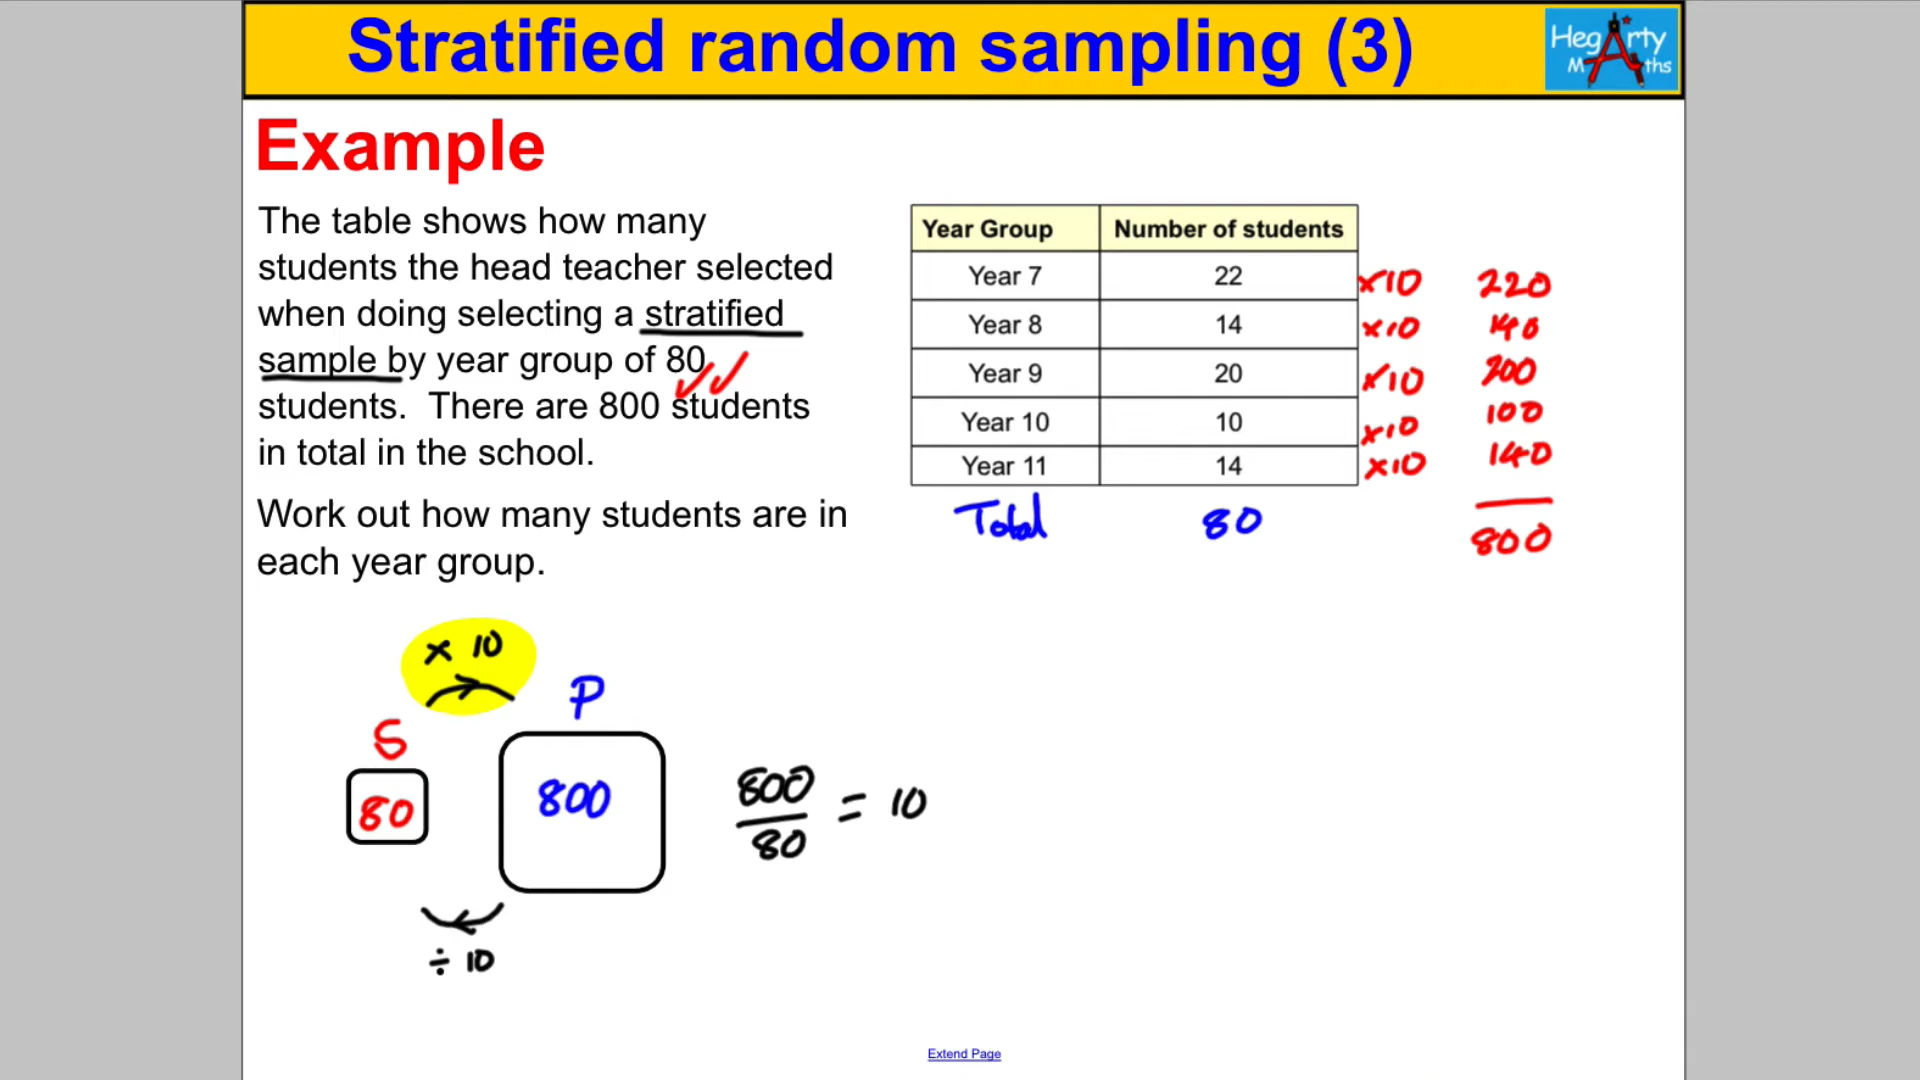 Stratified random sampling (3)
Hegarty
Maths
Example
The table shows how many
students the head teacher selected
when doing selecting a stratified
sample by year group of 80
students. There are 800 students
in total in the school.
Work out how many students are in
each year group.
Year Group Number of students
Year 7 22 ×10 220
Year 8 14 ×10 140
Year 9 20 ×10 200
Year 10 10 ×10 100
Year 11 14 ×10 140
Total 80 800
× 10
S P
80 800
800
80
= 10
÷ 10
Extend Page